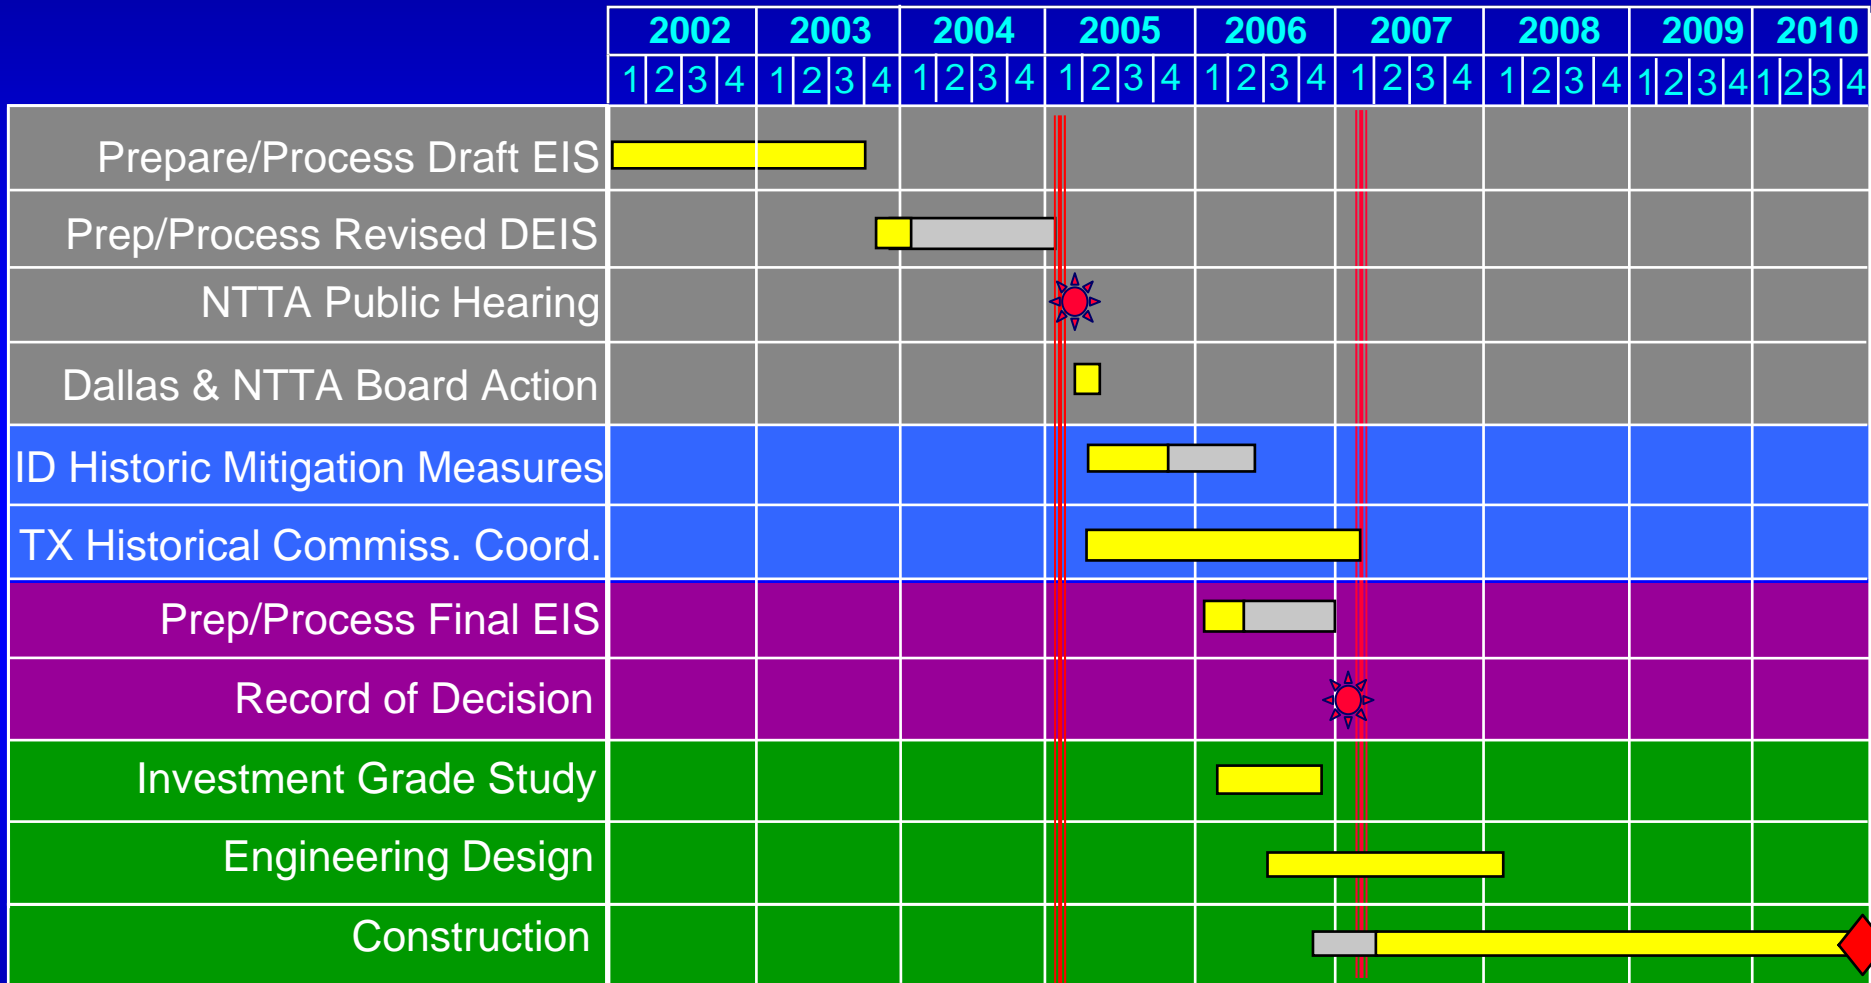 2002 2003 2004 2005 2006 2007 2008 2009 2010
1 2 3 4 1 2 3 4 1 2 3 4 1 2 3 4 1 2 3 4 1 2 3 4 1 2 3 4 1 2 3 4 1 2 3 4
Prepare/Process Draft EIS
Prep/Process Revised DEIS
NTTA Public Hearing
Dallas & NTTA Board Action
ID Historic Mitigation Measures
TX Historical Commiss. Coord.
Prep/Process Final EIS
Record of Decision
Investment Grade Study
Engineering Design
Construction